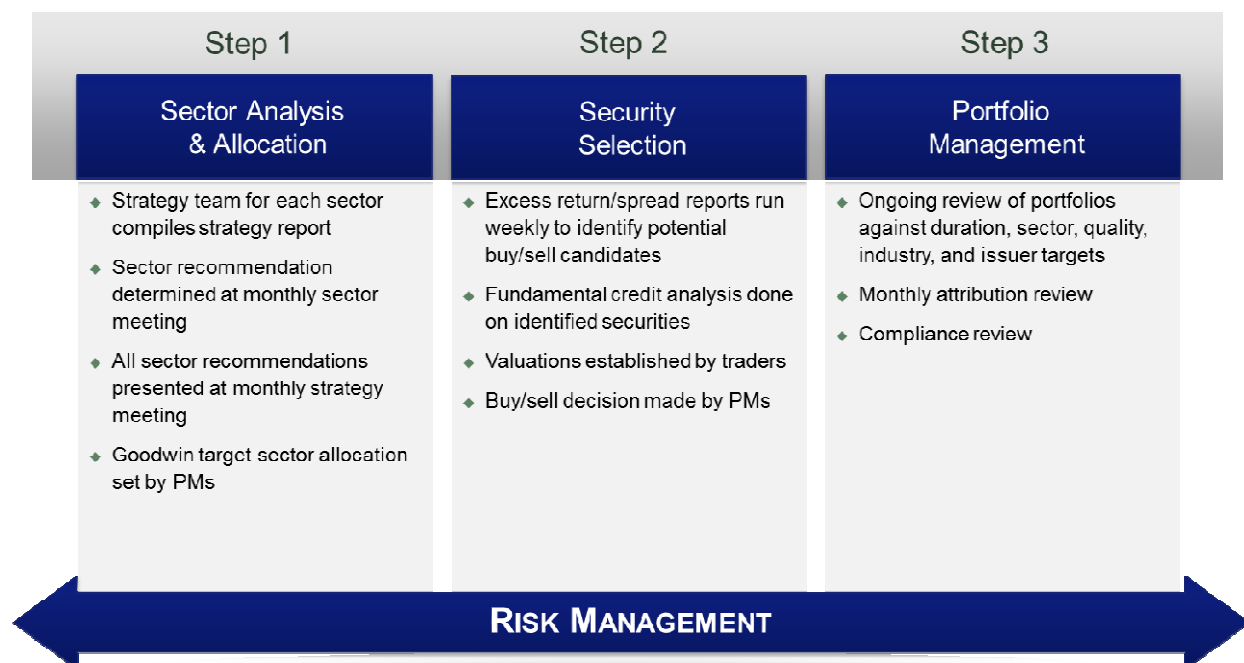 Step 1
Sector Analysis
& Allocation
Strategy team for each sector
compiles strategy report
Sector recommendation
determined at monthly sector
meeting
All sector recommendations
presented at monthly strategy
meeting
Goodwin target sector allocation
set by PMs
Step 2
Security
Selection
Excess return/spread reports run
weekly to identify potential
buy/sell candidates
Fundamental credit analysis done
on identified securities
Valuations established by traders
Buy/sell decision made by PMs
Step 3
Portfolio
Management
Ongoing review of portfolios
against duration, sector, quality,
industry, and issuer targets
Monthly attribution review
Compliance review
RISK MANAGEMENT